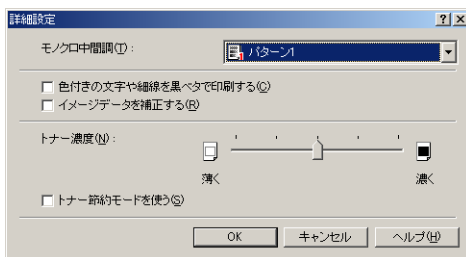 詳細設定
モノクロ中間調(T):
パターン1
色付きの文字や細線を黒ベタで印刷する(C)
イメージデータを補正する(R)
トナー濃度(N):
薄く
濃く
トナー節約モードを使う(S)
OK
キャンセル
ヘルプ(H)